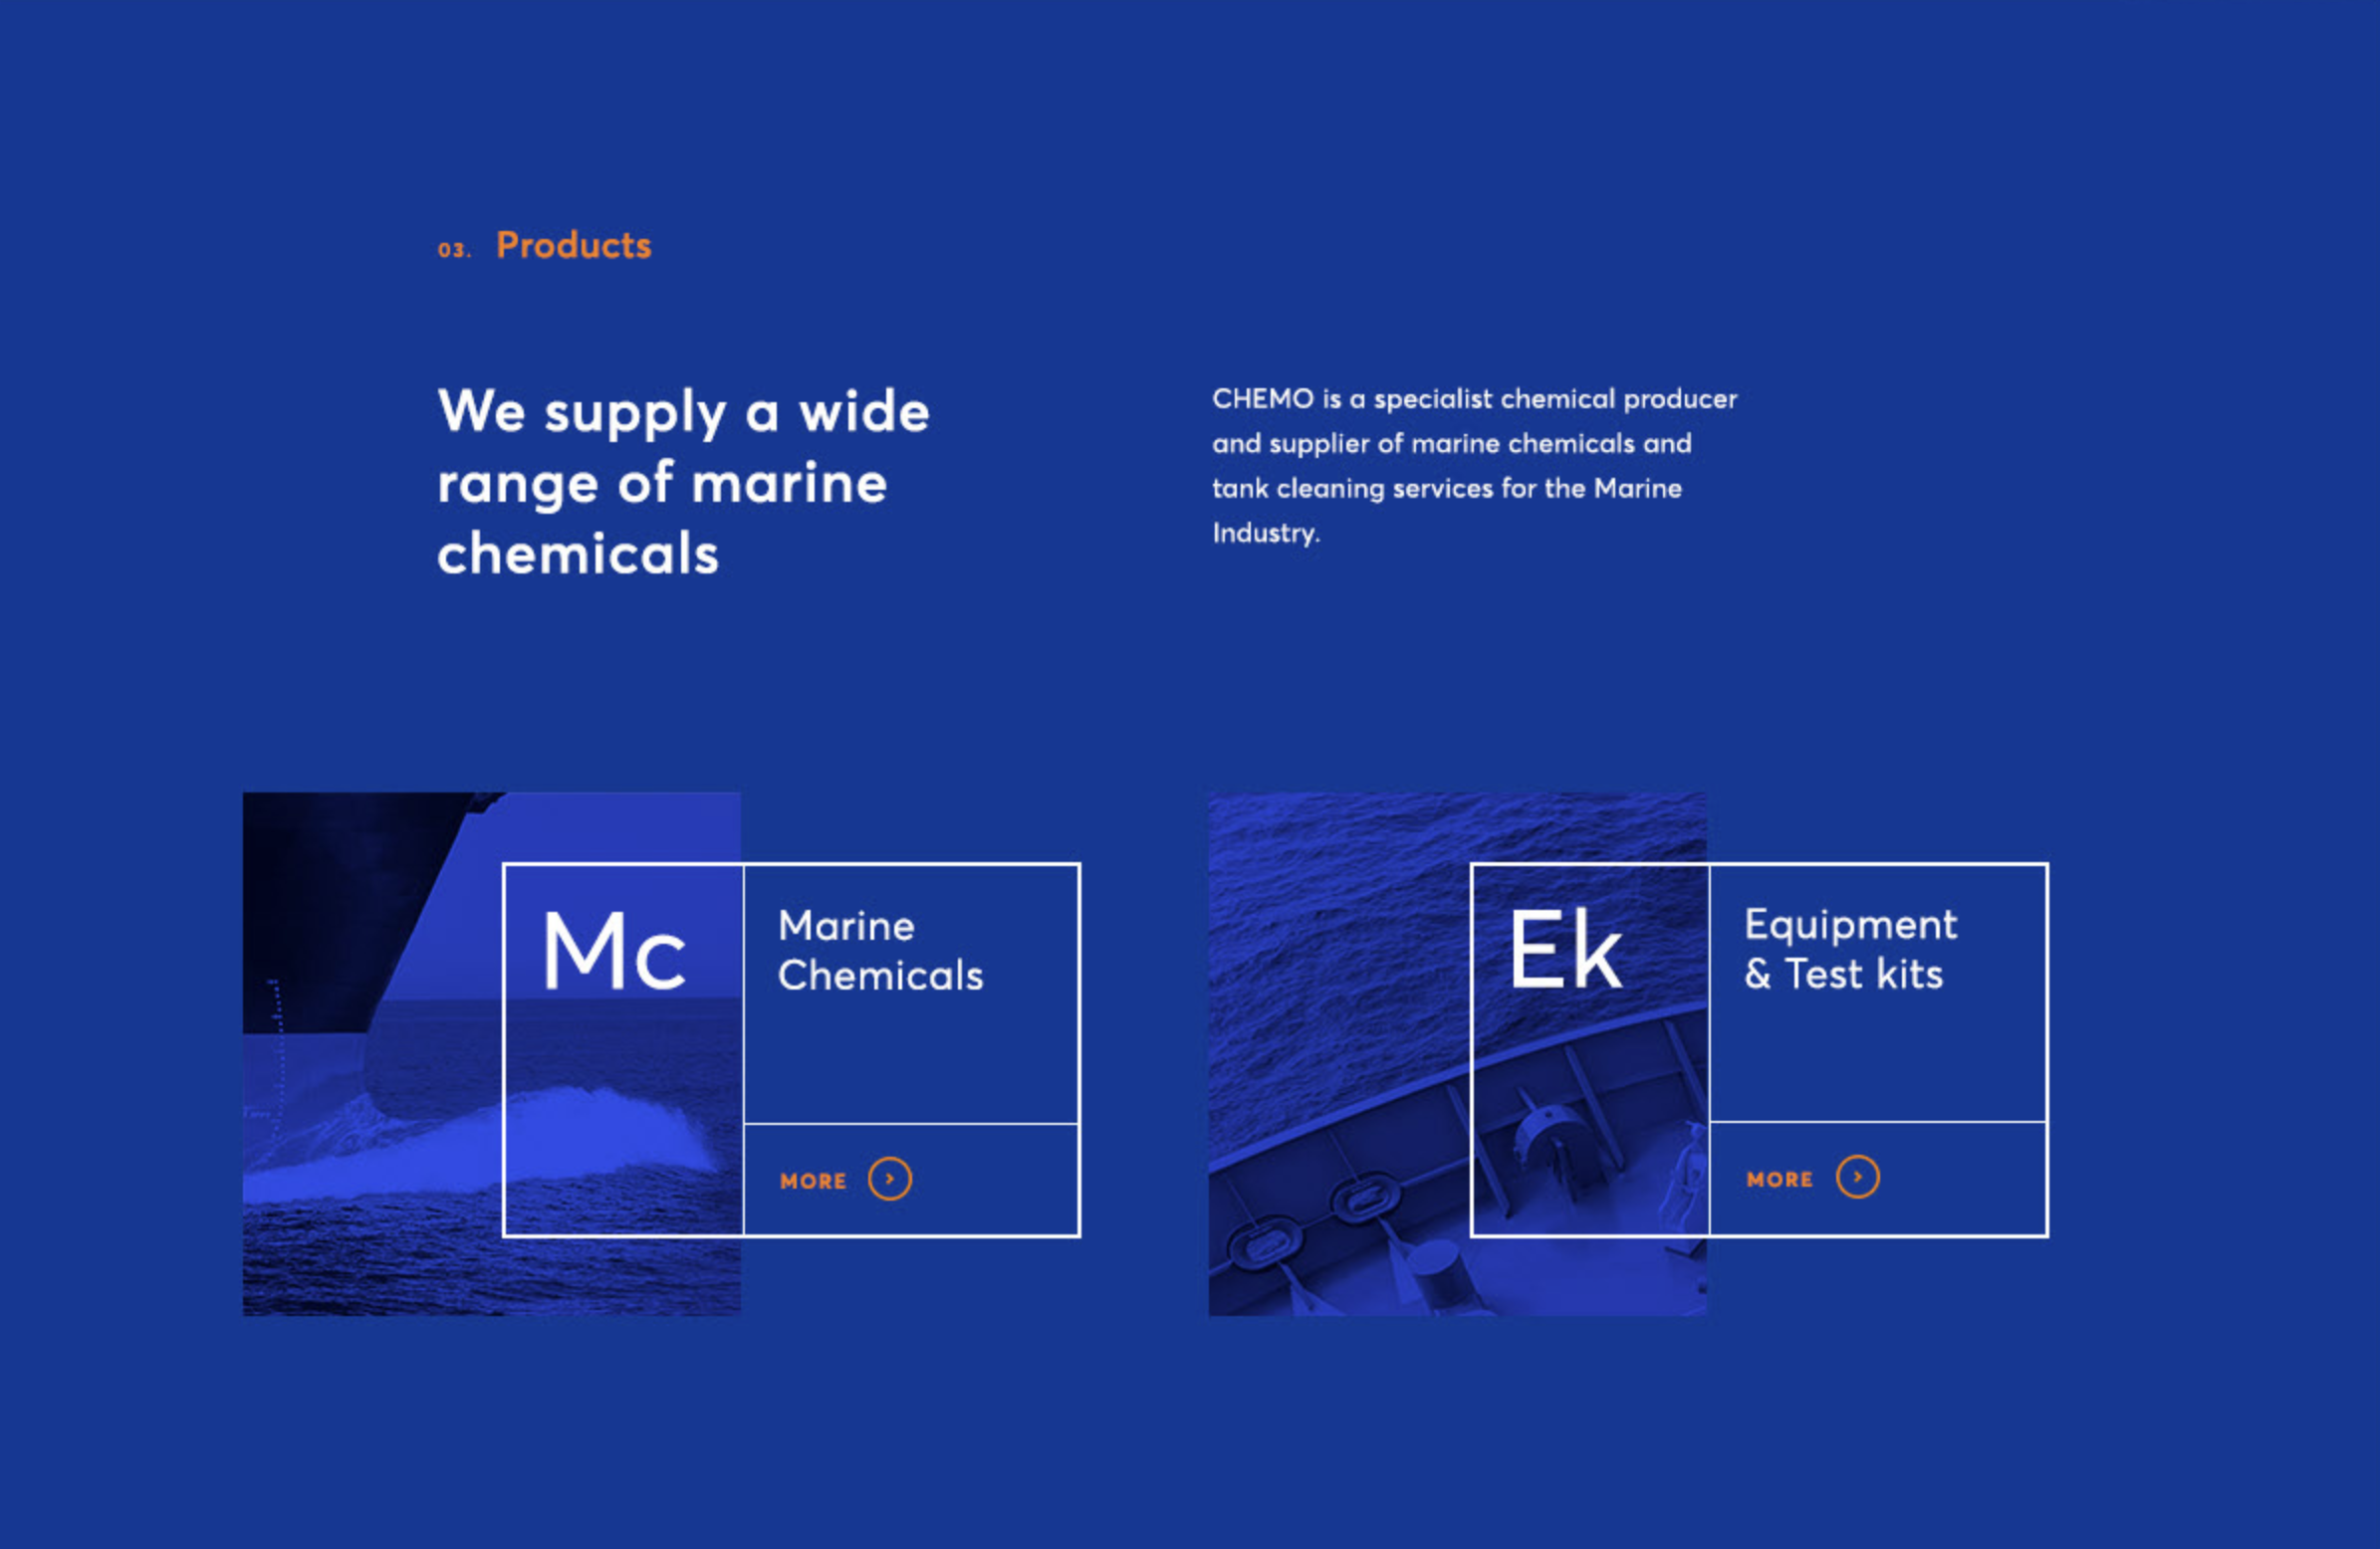 03. Products
We supply a wide
range of marine
chemicals
CHEMO is a specialist chemical producer
and supplier of marine chemicals and
tank cleaning services for the Marine
Industry.
Mc
Marine
Chemicals
MORE
Ek
Equipment
& Test kits
MORE